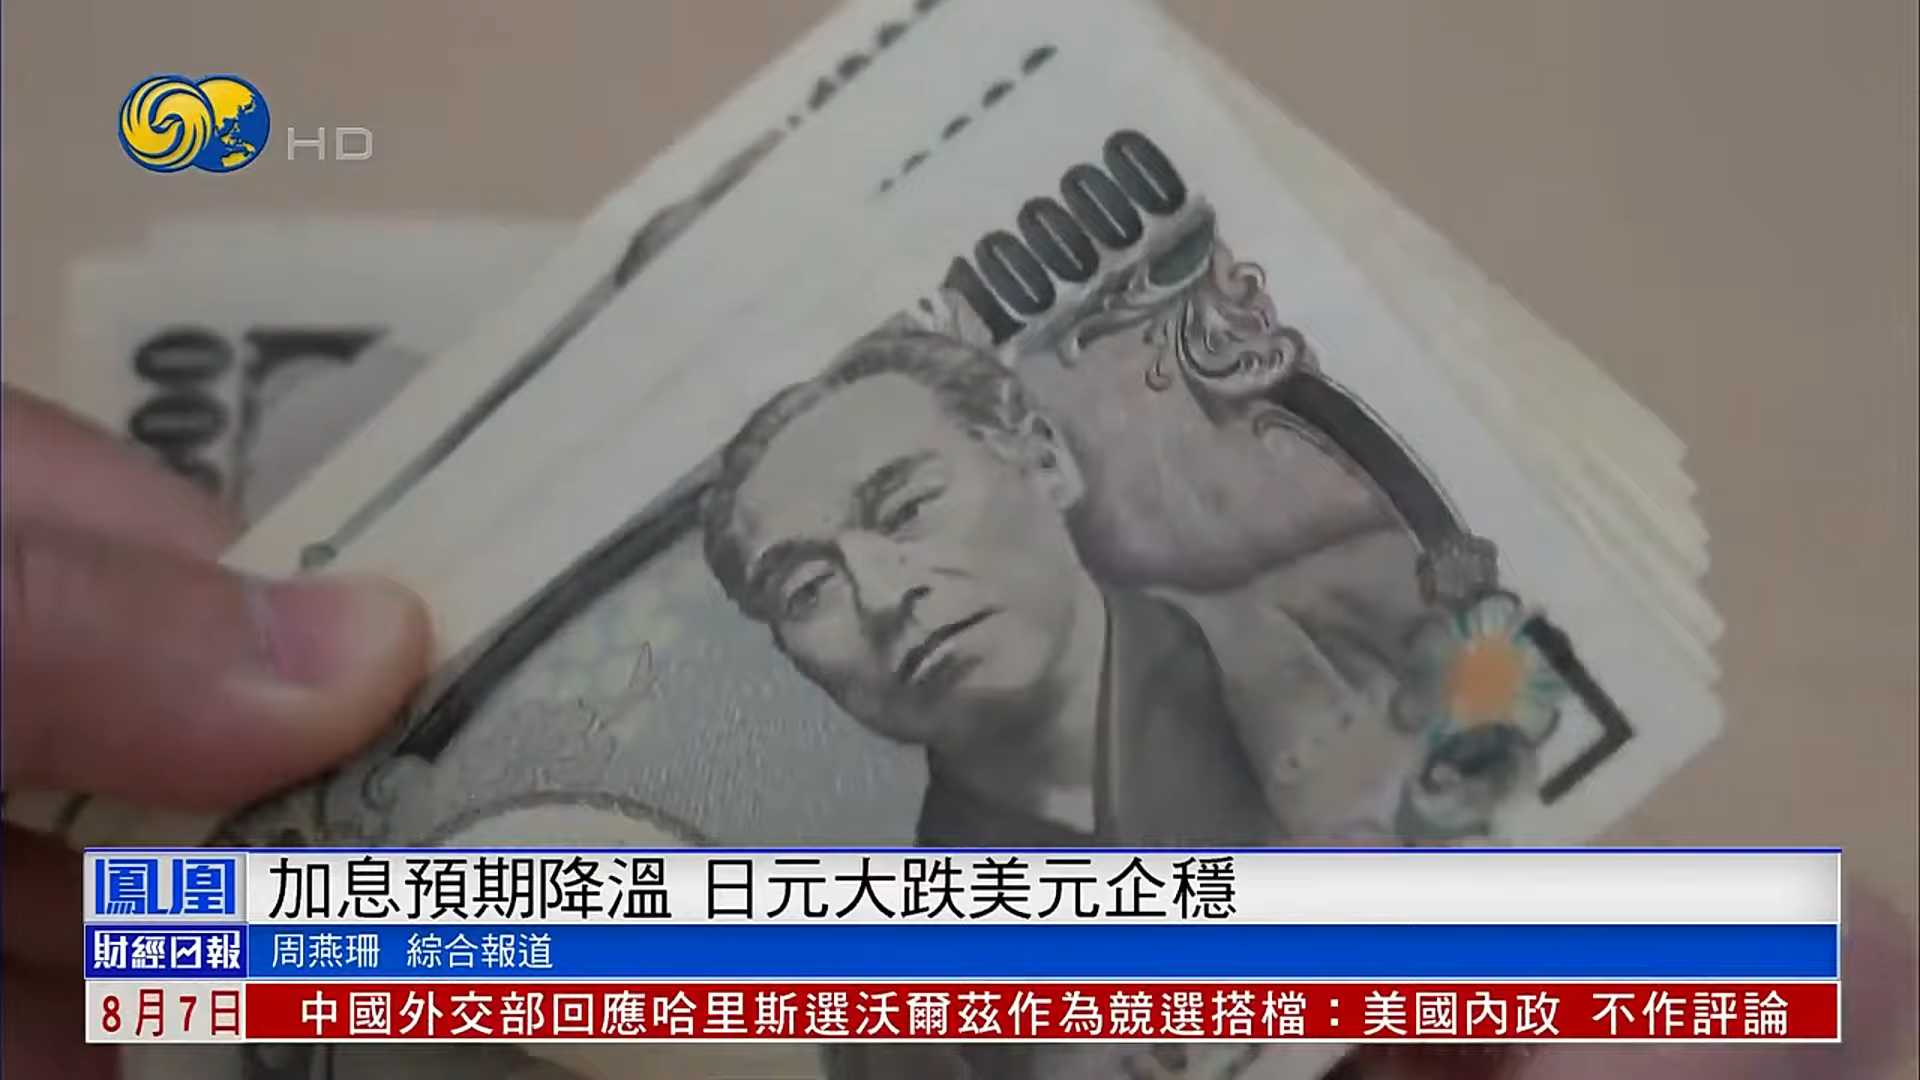 HD
10000
鳳凰
加息預期降溫 日元大跌美元企穩
財經日報
周燕珊 綜合報道
8月7日
中國外交部回應哈里斯選沃爾茲作為競選搭檔：美國內政 不作評論